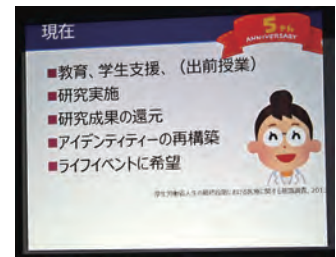 現在
5th
ANNIVERSARY
■教育、学生支援、（出前授業）
■研究実施
■研究成果の還元
■アイデンティティーの再構築
■ライフイベントに希望